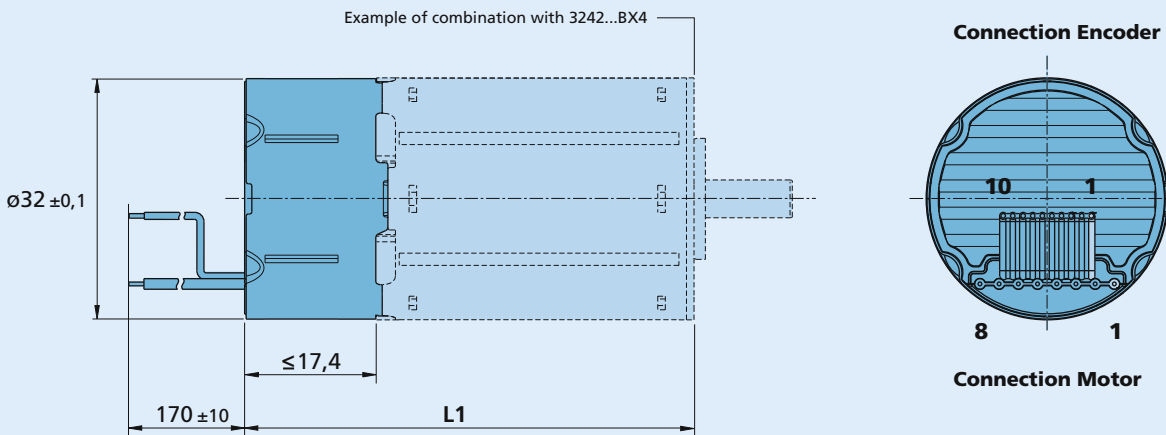 Example of combination with 3242...BX4
Connection Encoder
ø32 ±0,1
10 1
≤17,4
8 1
Connection Motor
170 ±10
L1